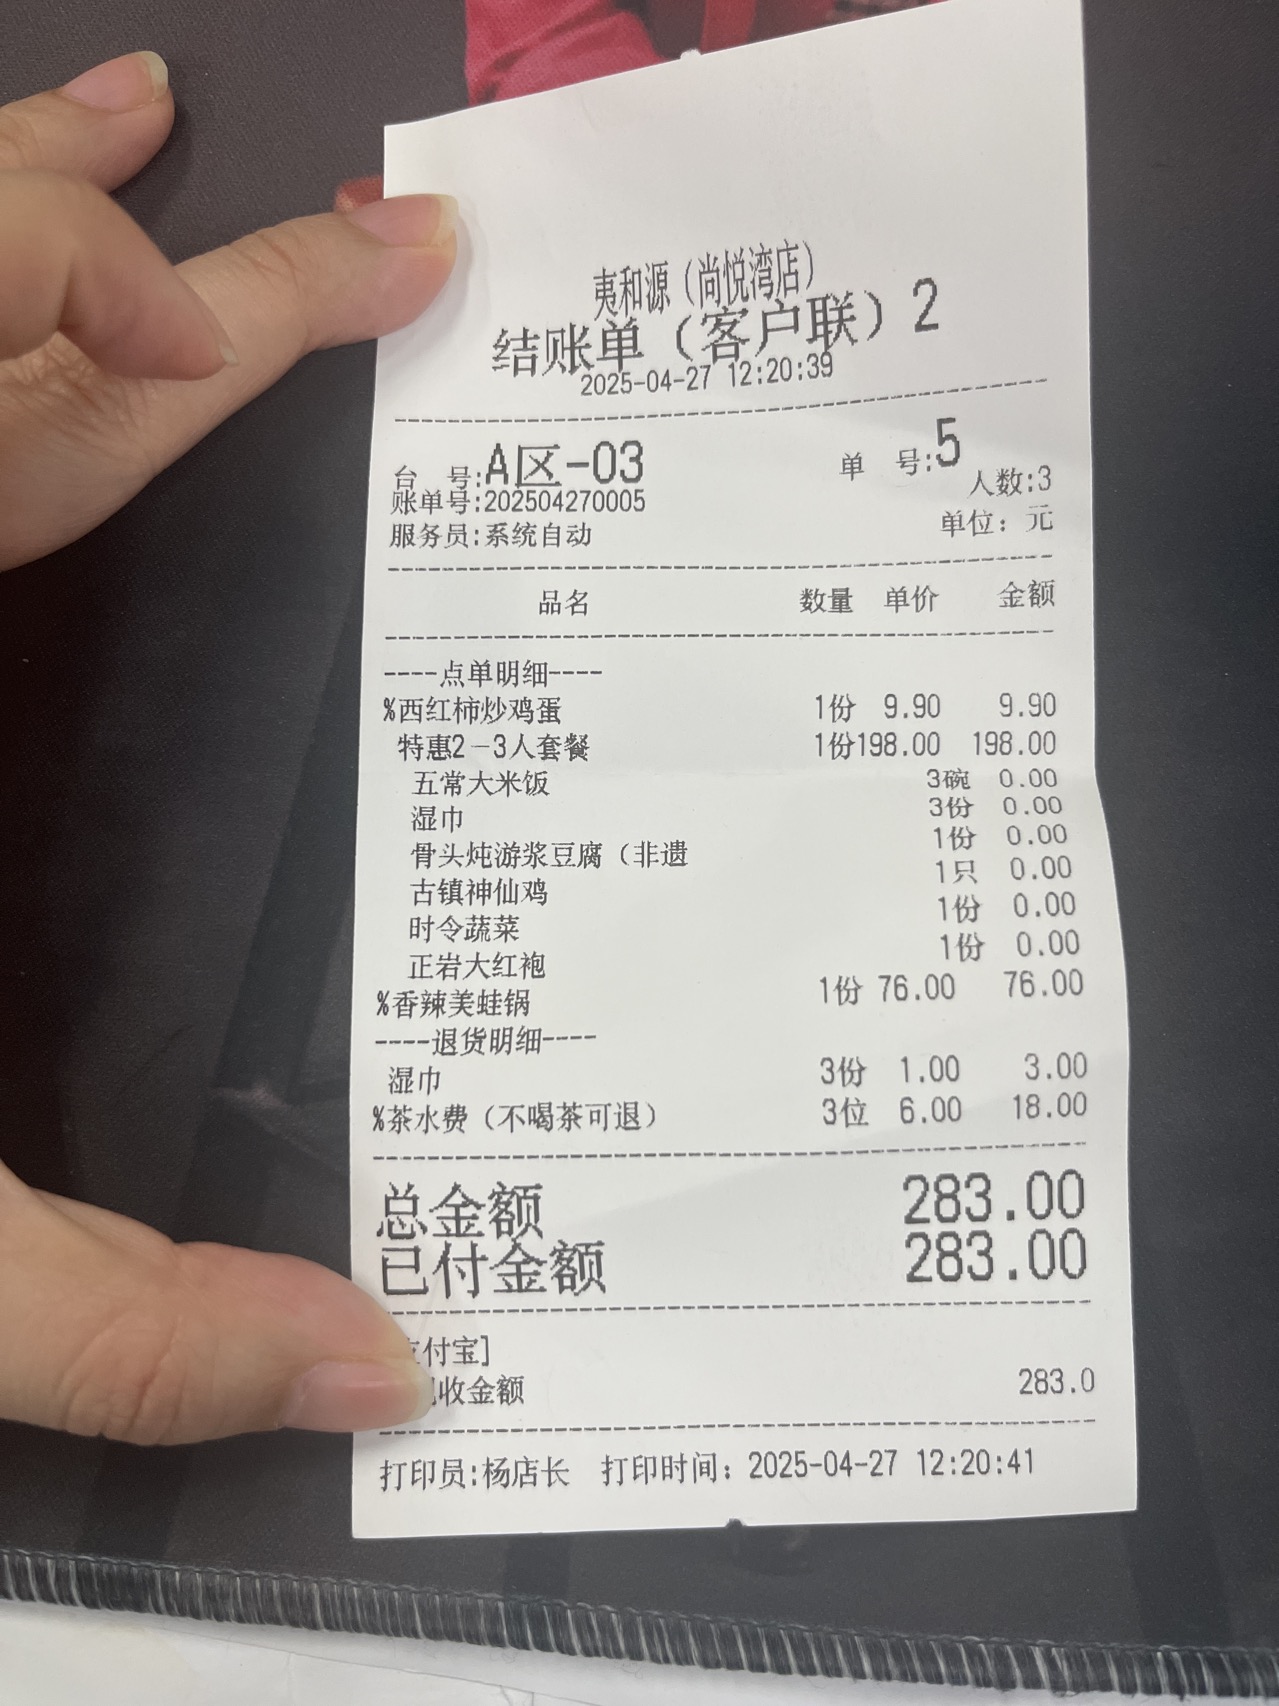 夷和源（尚悦湾店）
结账单（客户联）2
2025-04-27 12:20:39
台 号:A区-03 单 号:5
账单号:202504270005 人数:3
服务员:系统自动 单位：元
品名 数量 单价 金额
----点单明细----
%西红柿炒鸡蛋 1份 9.90 9.90
特惠2－3人套餐 1份198.00 198.00
五常大米饭 3碗 0.00
湿巾 3份 0.00
骨头炖游浆豆腐（非遗 1份 0.00
古镇神仙鸡 1只 0.00
时令蔬菜 1份 0.00
正岩大红袍 1份 0.00
%香辣美蛙锅 1份 76.00 76.00
----退货明细----
湿巾 3份 1.00 3.00
%茶水费（不喝茶可退） 3位 6.00 18.00
总金额 283.00
已付金额 283.00
付宝]
收金额 283.0
打印员:杨店长 打印时间：2025-04-27 12:20:41